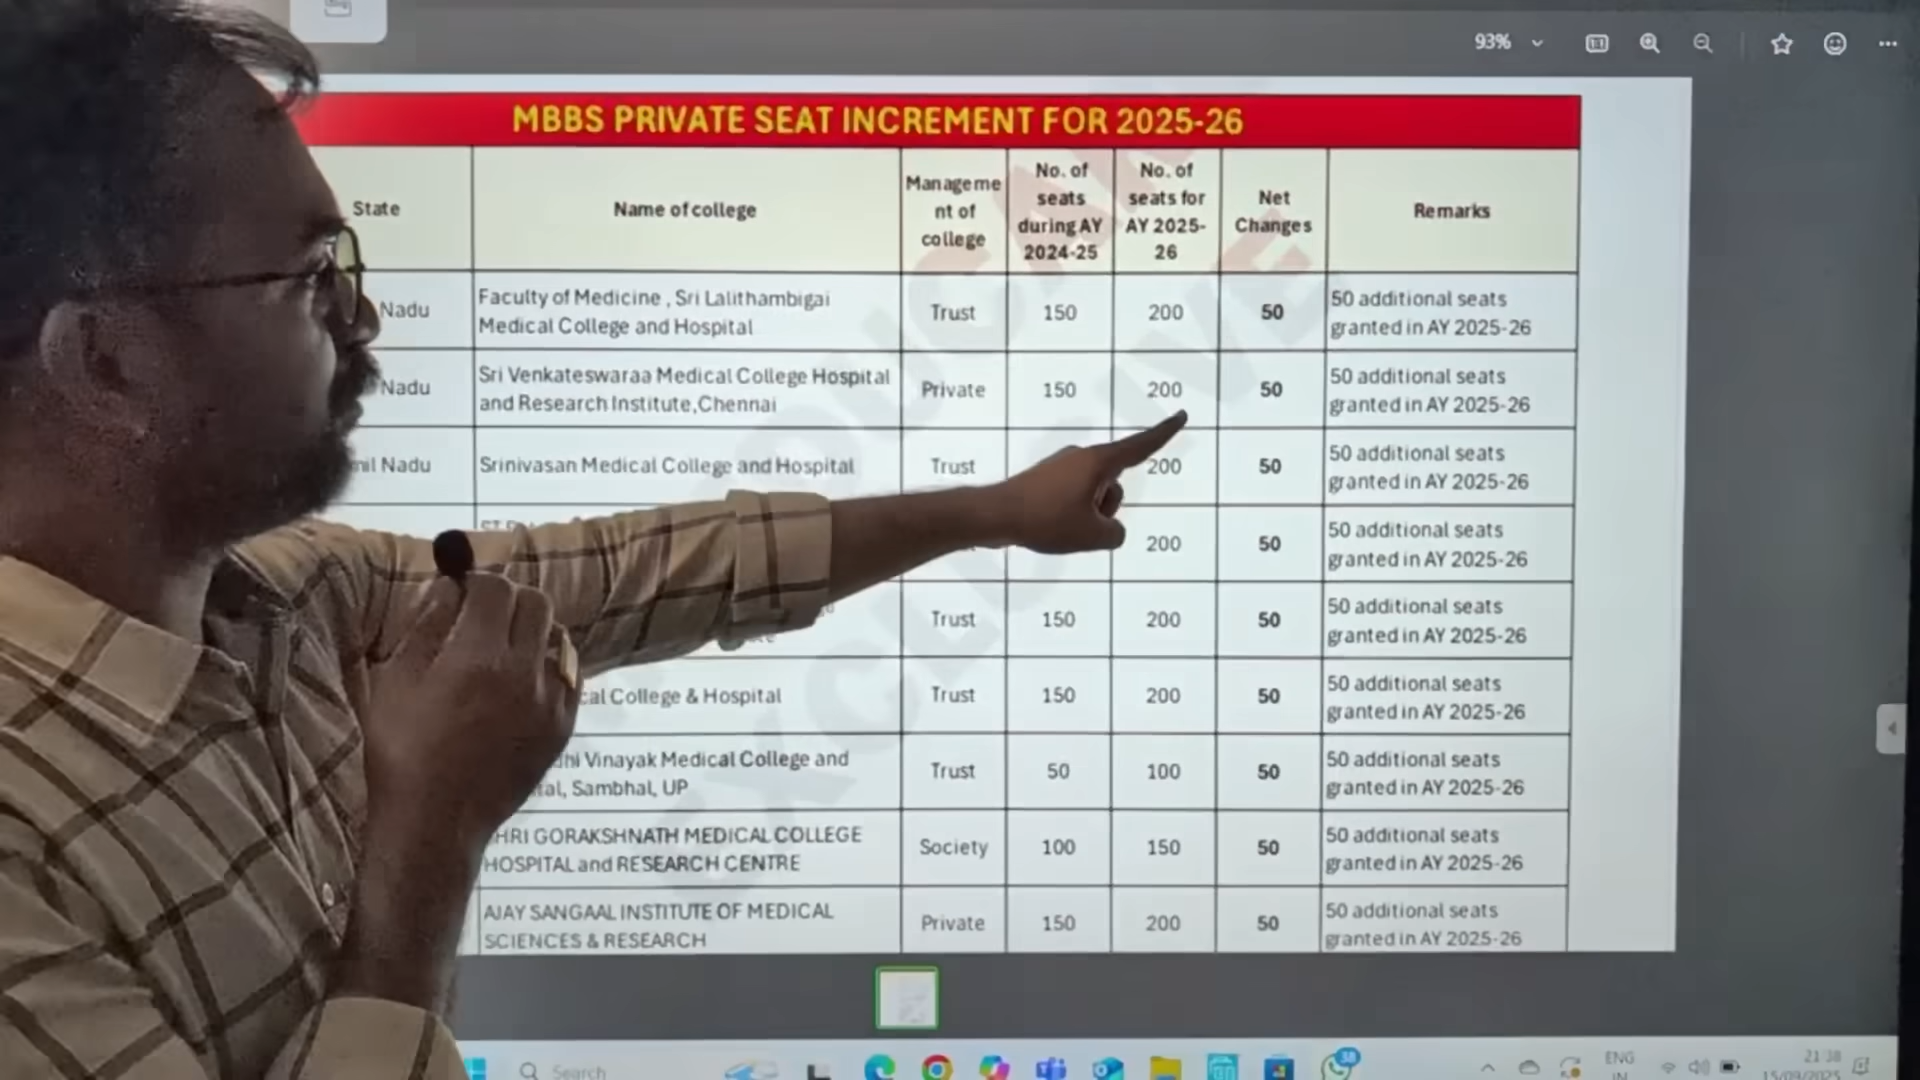 93%
MBBS PRIVATE SEAT INCREMENT FOR 2025-26
State
Name of college
Manageme
nt of
college
No. of
seats
during AY
2024-25
No. of
seats for
AY 2025-
26
Net
Changes
Remarks
Nadu
Faculty of Medicine , Sri Lalithambigai
Medical College and Hospital
Trust
150
200
50
50 additional seats
granted in AY 2025-26
Nadu
Sri Venkateswaraa Medical College Hospital
and Research Institute,Chennai
Private
150
200
50
50 additional seats
granted in AY 2025-26
Nadu
Srinivasan Medical College and Hospital
Trust
200
50
50 additional seats
granted in AY 2025-26
200
50
50 additional seats
granted in AY 2025-26
Trust
150
200
50
50 additional seats
granted in AY 2025-26
College & Hospital
Trust
150
200
50
50 additional seats
granted in AY 2025-26
Vinayak Medical College and
Sambhal, UP
Trust
50
100
50
50 additional seats
granted in AY 2025-26
GORAKSHNATH MEDICAL COLLEGE
HOSPITAL and RESEARCH CENTRE
Society
100
150
50
50 additional seats
granted in AY 2025-26
AJAY SANGAAL INSTITUTE OF MEDICAL
SCIENCES & RESEARCH
Private
150
200
50
50 additional seats
granted in AY 2025-26
EXCLUSIVE
Search
38
ENG
IN
21:38
15/09/2025